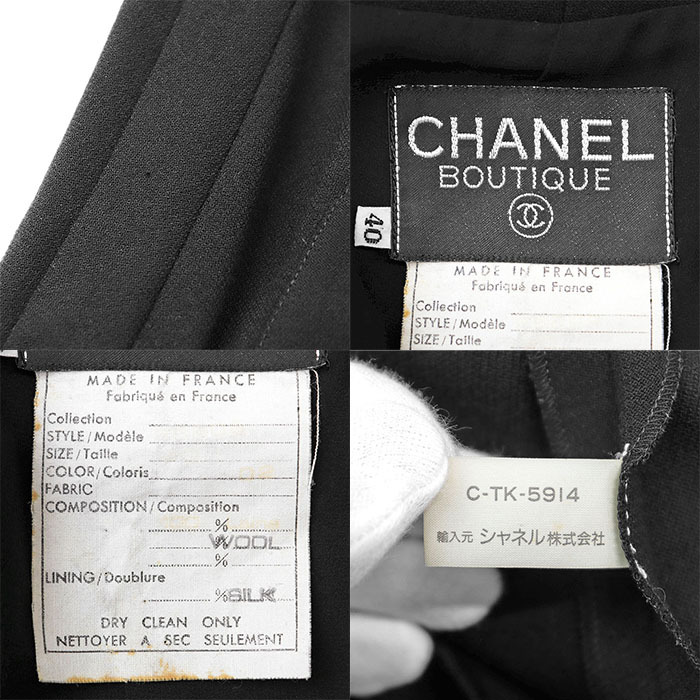 CHANEL
BOUTIQUE
40
MADE IN FRANCE
Fabriqué en France
Collection
STYLE/Modèle
SIZE/Taille
MADE IN FRANCE
Fabriqué en France
Collection
STYLE/Modèle
SIZE/Taille
COLOR/Coloris
FABRIC
COMPOSITION/Composition
%
% WOOL
%
LINING/Doublure
% SILK
DRY CLEAN ONLY
NETTOYER A SEC SEULEMENT
C-TK-5914
輸入元 シャネル株式会社